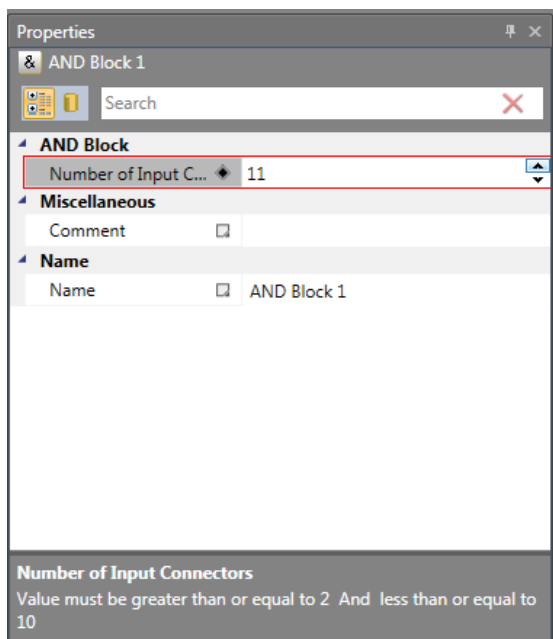 Properties
& AND Block 1
Search
AND Block
Number of Input C... 11
Miscellaneous
Comment
Name
Name AND Block 1
Number of Input Connectors
Value must be greater than or equal to 2 And less than or equal to
10